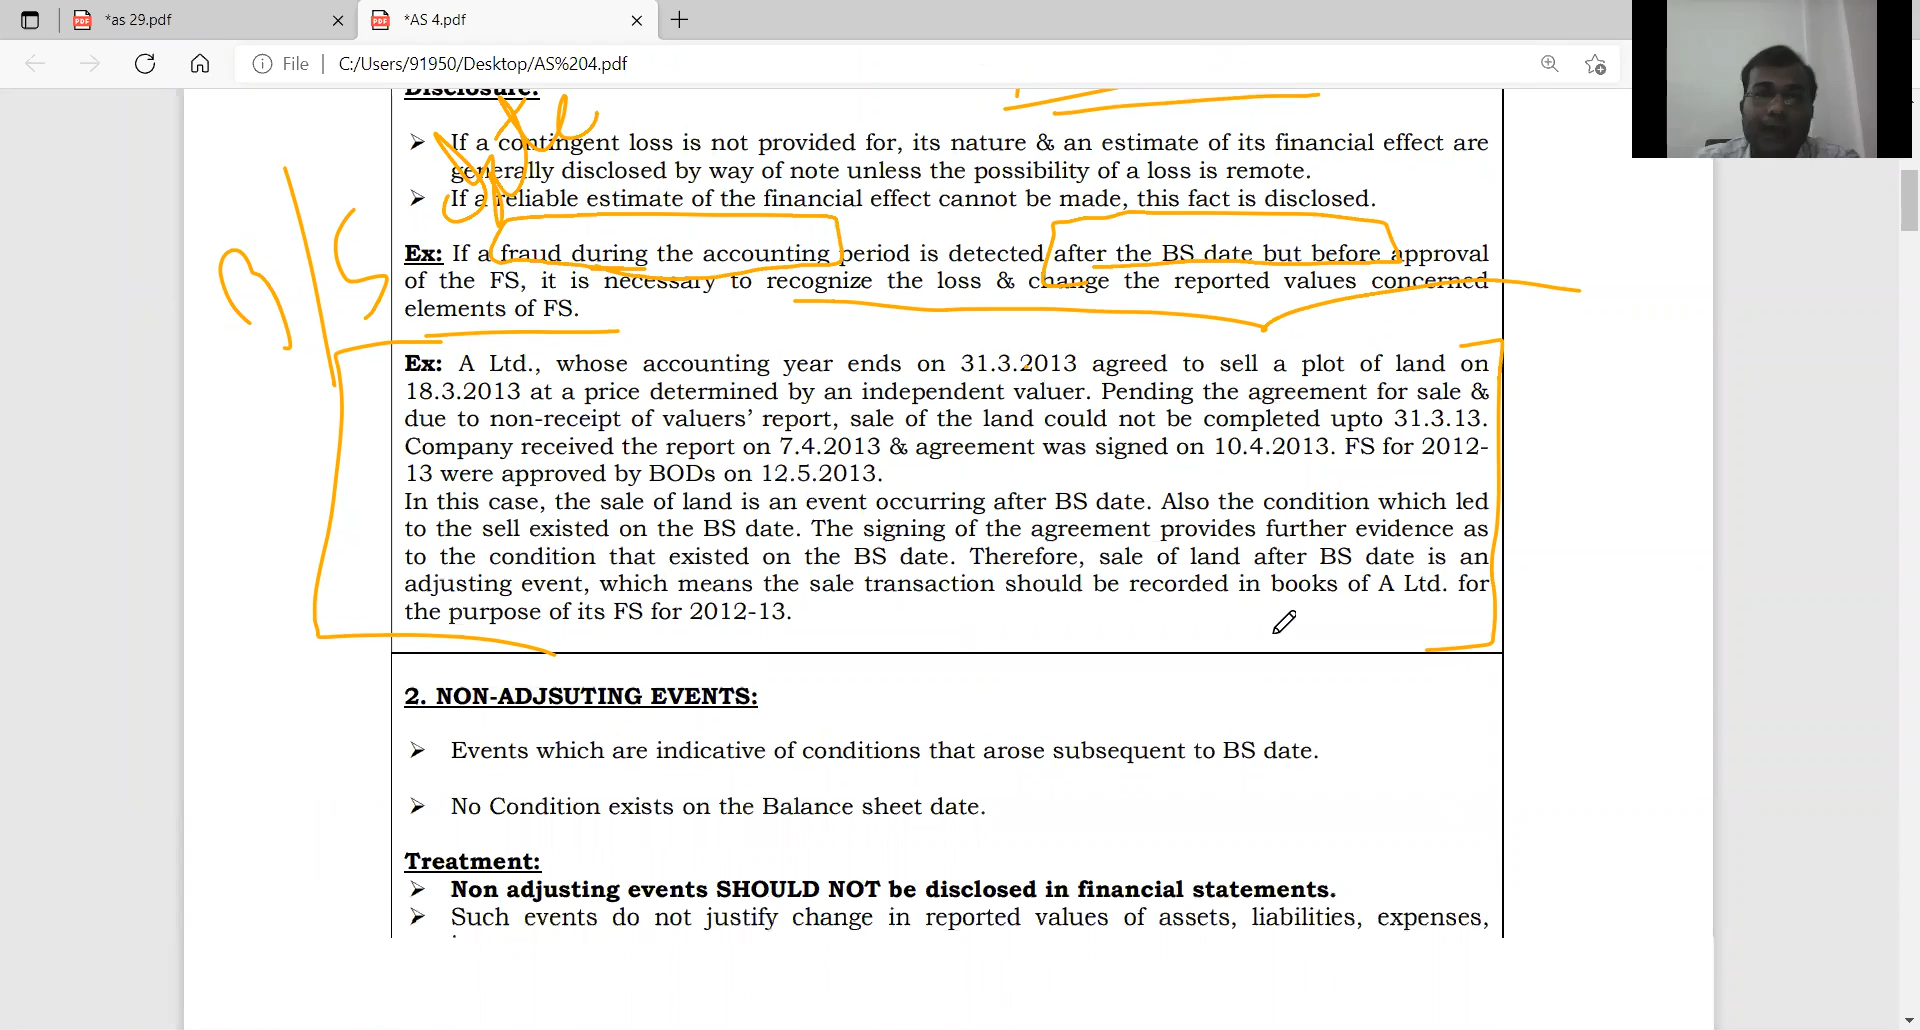 *as 29.pdf
*AS 4.pdf
File
C:/Users/91950/Desktop/AS%204.pdf
Disclosure:
➢ If a contingent loss is not provided for, its nature & an estimate of its financial effect are
generally disclosed by way of note unless the possibility of a loss is remote.
➢ If a reliable estimate of the financial effect cannot be made, this fact is disclosed.
Ex: If a fraud during the accounting period is detected after the BS date but before approval
of the FS, it is necessary to recognize the loss & change the reported values concerned
elements of FS.
Ex: A Ltd., whose accounting year ends on 31.3.2013 agreed to sell a plot of land on
18.3.2013 at a price determined by an independent valuer. Pending the agreement for sale &
due to non-receipt of valuers’ report, sale of the land could not be completed upto 31.3.13.
Company received the report on 7.4.2013 & agreement was signed on 10.4.2013. FS for 2012-
13 were approved by BODs on 12.5.2013.
In this case, the sale of land is an event occurring after BS date. Also the condition which led
to the sell existed on the BS date. The signing of the agreement provides further evidence as
to the condition that existed on the BS date. Therefore, sale of land after BS date is an
adjusting event, which means the sale transaction should be recorded in books of A Ltd. for
the purpose of its FS for 2012-13.
2. NON-ADJSUTING EVENTS:
➢ Events which are indicative of conditions that arose subsequent to BS date.
➢ No Condition exists on the Balance sheet date.
Treatment:
➢ Non adjusting events SHOULD NOT be disclosed in financial statements.
➢ Such events do not justify change in reported values of assets, liabilities, expenses,